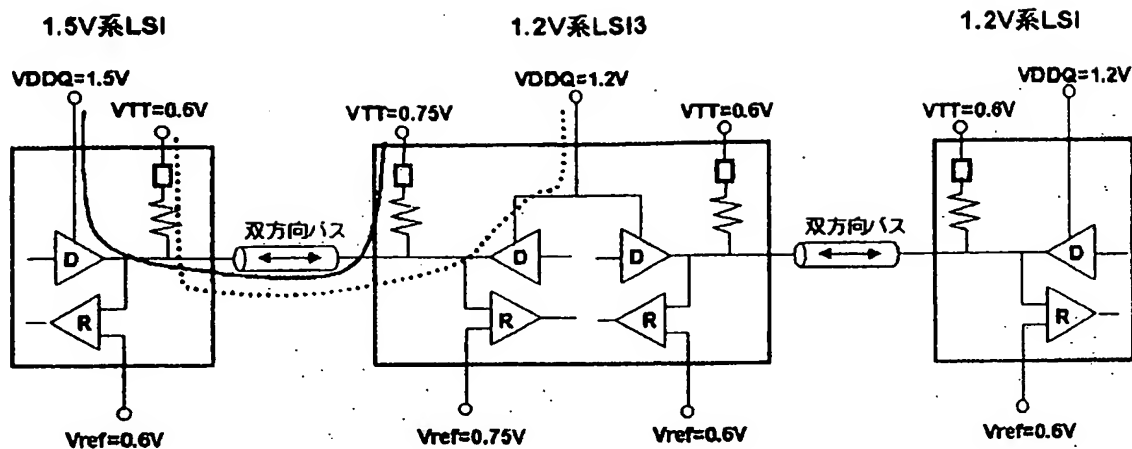 1.5V系LSI
1.2V系LSI3
1.2V系LSI
VDDQ=1.5V
VDDQ=1.2V
VDDQ=1.2V
VTT=0.6V
VTT=0.75V
VTT=0.6V
VTT=0.6V
双方向バス
双方向バス
D
D
D
D
R
R
R
R
Vref=0.6V
Vref=0.75V
Vref=0.6V
Vref=0.6V